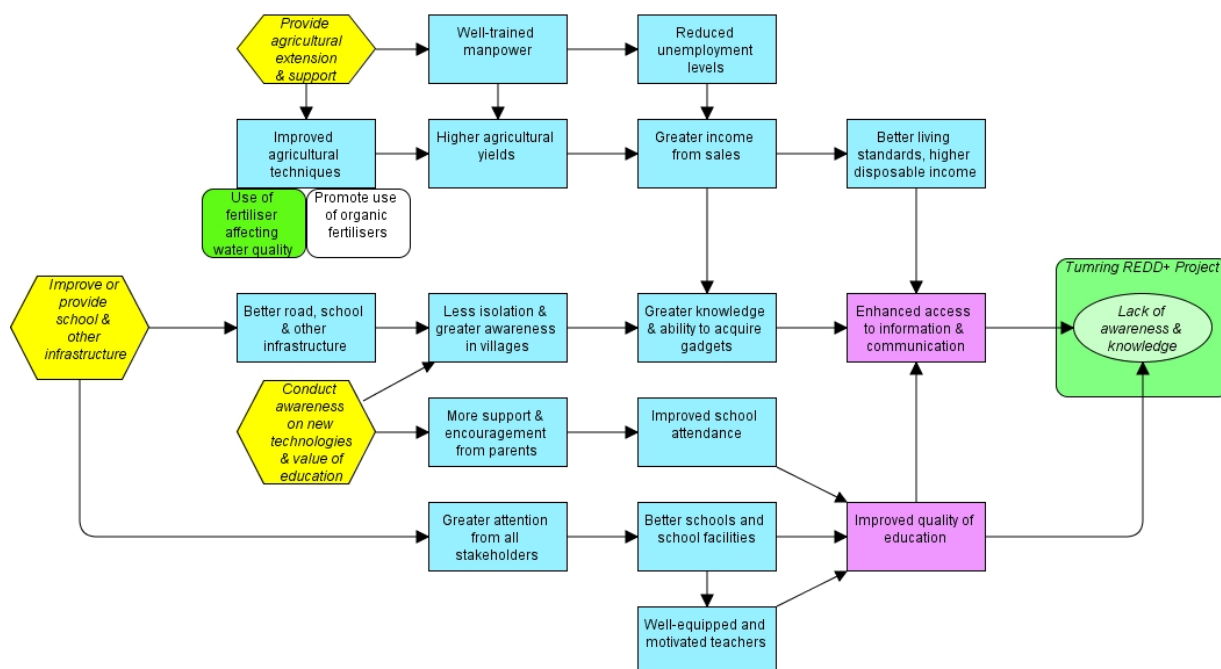 Provide
agricultural
extension
& support
Well-trained
manpower
Reduced
unemployment
levels
Improved
agricultural
techniques
Higher agricultural
yields
Greater income
from sales
Better living
standards, higher
disposable income
Use of
fertiliser
affecting
water quality
Promote use
of organic
fertilisers
Improve or
provide
school &
other
infrastructure
Better road, school
& other
infrastructure
Less isolation &
greater awareness
in villages
Greater knowledge
& ability to acquire
gadgets
Enhanced access
to information &
communication
Tumring REDD+ Project
Lack of
awareness &
knowledge
Conduct
awareness
on new
technologies
& value of
education
More support &
encouragement
from parents
Improved school
attendance
Greater attention
from all
stakeholders
Better schools and
school facilities
Improved quality of
education
Well-equipped and
motivated teachers